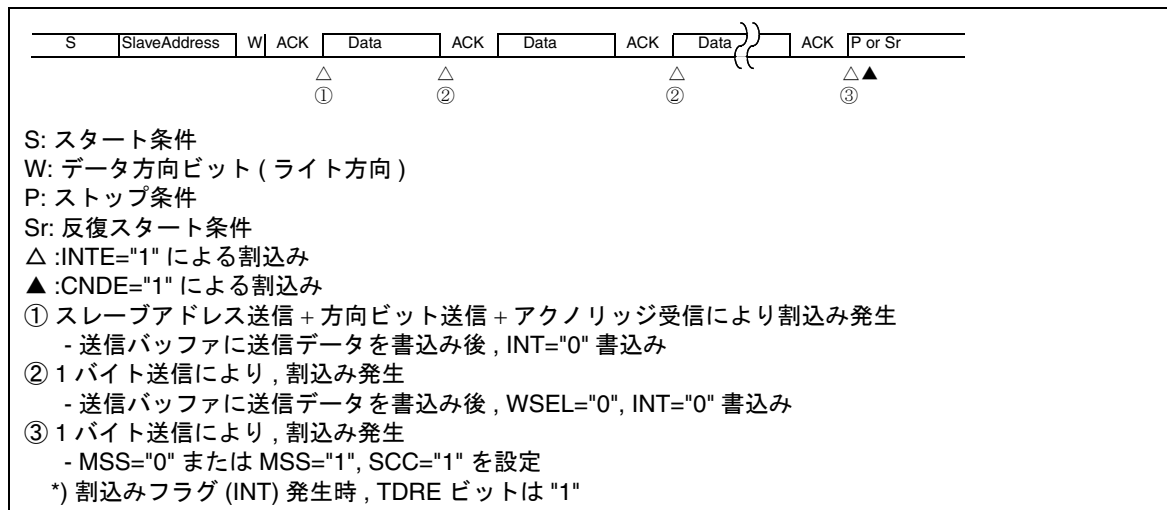 S SlaveAddress W ACK Data ACK Data ACK Data ACK P or Sr
△ △ △ △▲
① ② ② ③
S: スタート条件
W: データ方向ビット ( ライト方向 )
P: ストップ条件
Sr: 反復スタート条件
△ :INTE="1" による割込み
▲ :CNDE="1" による割込み
① スレーブアドレス送信 + 方向ビット送信 + アクノリッジ受信により割込み発生
- 送信バッファに送信データを書込み後 , INT="0" 書込み
② 1 バイト送信により , 割込み発生
- 送信バッファに送信データを書込み後 , WSEL="0", INT="0" 書込み
③ 1 バイト送信により , 割込み発生
- MSS="0" または MSS="1", SCC="1" を設定
*) 割込みフラグ (INT) 発生時 , TDRE ビットは "1"